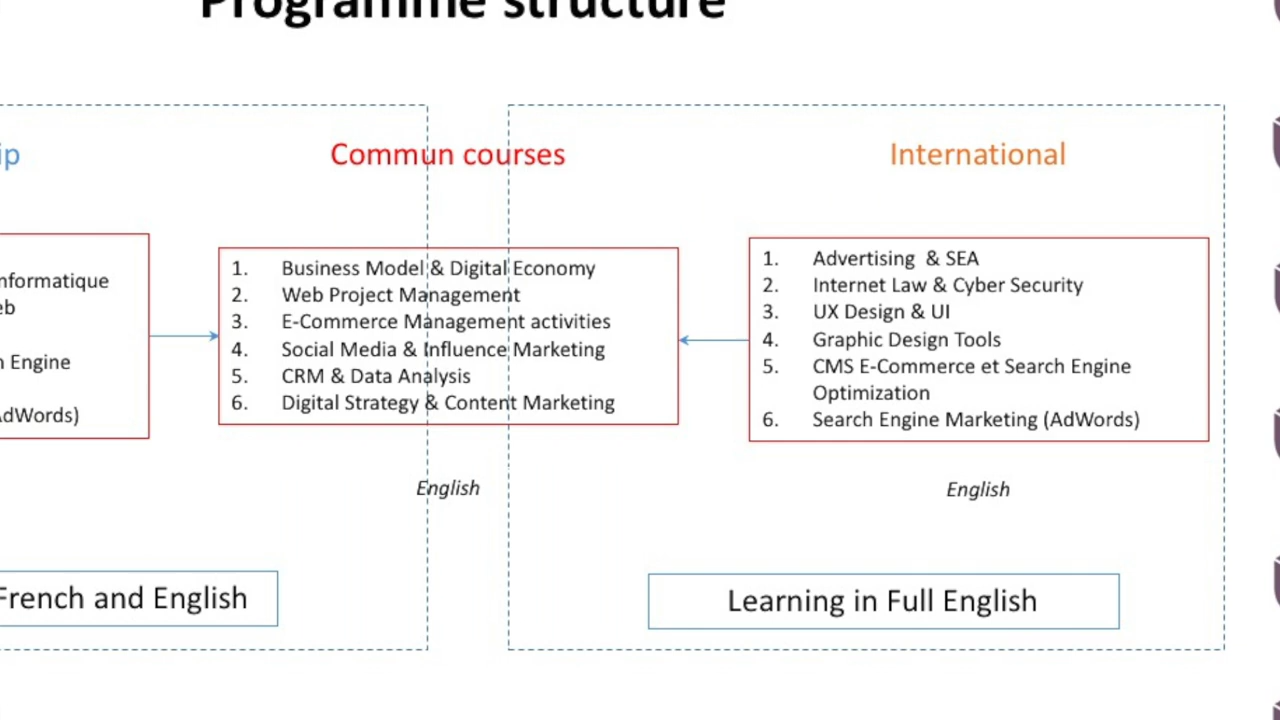 Programme structure
ip
Commun courses
International
nformatique
eb
n Engine
AdWords)
1. Business Model & Digital Economy
2. Web Project Management
3. E-Commerce Management activities
4. Social Media & Influence Marketing
5. CRM & Data Analysis
6. Digital Strategy & Content Marketing
1. Advertising & SEA
2. Internet Law & Cyber Security
3. UX Design & UI
4. Graphic Design Tools
5. CMS E-Commerce et Search Engine
Optimization
6. Search Engine Marketing (AdWords)
English
English
French and English
Learning in Full English